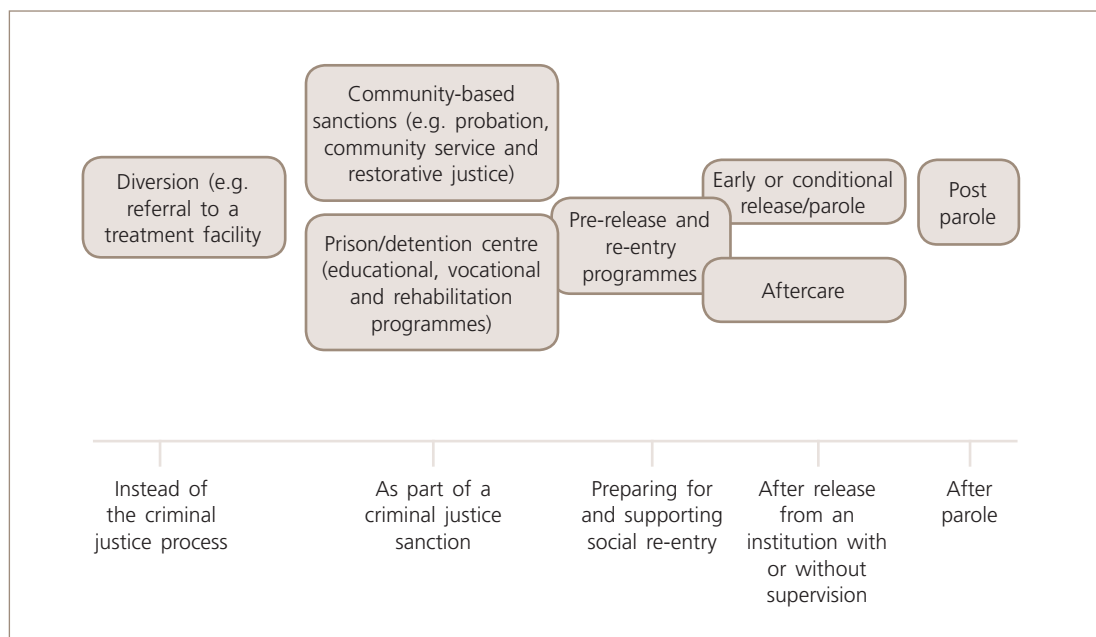 Diversion (e.g.
referral to a
treatment facility
Community-based
sanctions (e.g. probation,
community service and
restorative justice)
Prison/detention centre
(educational, vocational
and rehabilitation
programmes)
Pre-release and
re-entry
programmes
Early or conditional
release/parole
Aftercare
Post
parole
Instead of
the criminal
justice process
As part of a
criminal justice
sanction
Preparing for
and supporting
social re-entry
After release
from an
institution with
or without
supervision
After
parole